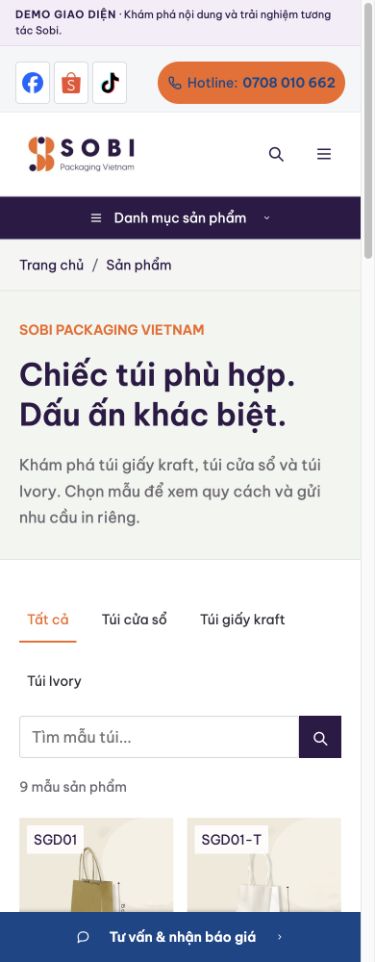 DEMO GIAO DIỆN · Khám phá nội dung và trải nghiệm tương
tác Sobi.
Hotline: 0708 010 662
SOBI
Packaging Vietnam
Danh mục sản phẩm
Trang chủ / Sản phẩm
SOBI PACKAGING VIETNAM
Chiếc túi phù hợp.
Dấu ấn khác biệt.
Khám phá túi giấy kraft, túi cửa sổ và túi
Ivory. Chọn mẫu để xem quy cách và gửi
nhu cầu in riêng.
Tất cả Túi cửa sổ Túi giấy kraft
Túi Ivory
Tìm mẫu túi...
9 mẫu sản phẩm
SGD01 SGD01-T
Tư vấn & nhận báo giá